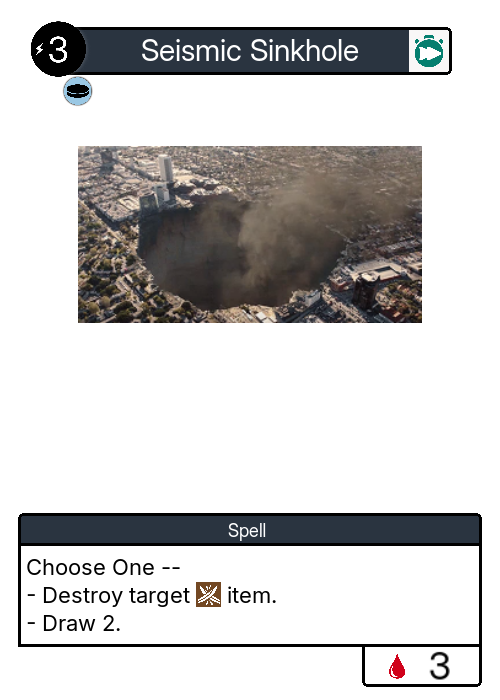 3 Seismic Sinkhole
Spell
Choose One --
- Destroy target item.
- Draw 2.
3